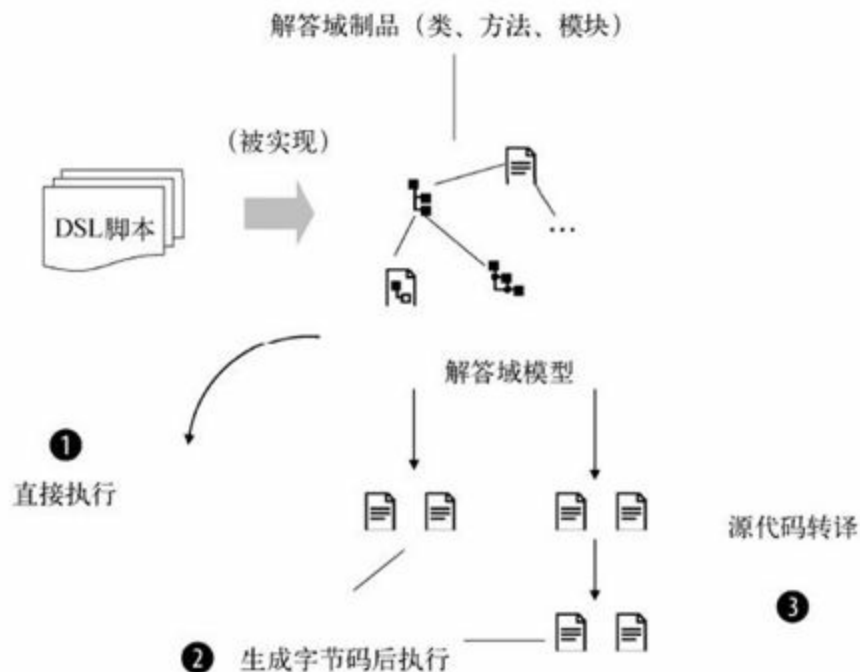 解答域制品（类、方法、模块）
（被实现）
DSL脚本
...
解答域模型
❶
直接执行
源代码转译
❸
❷ 生成字节码后执行